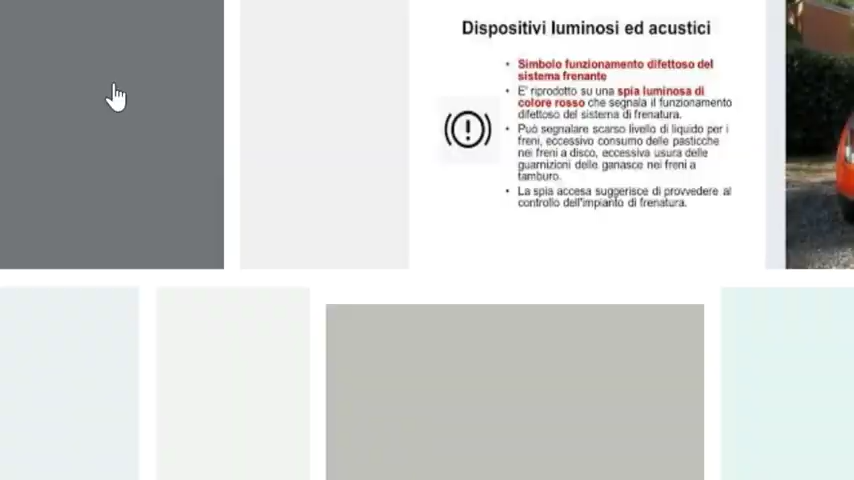 Dispositivi luminosi ed acustici
• Simbolo funzionamento difettoso del
sistema frenante
• E' riprodotto su una spia luminosa di
colore rosso che segnala il funzionamento
difettoso del sistema di frenatura.
• Può segnalare scarso livello di liquido per i
freni, eccessivo consumo delle pasticche
nei freni a disco, eccessiva usura delle
guarnizioni delle ganasce nei freni a
tamburo.
• La spia accesa suggerisce di provvedere al
controllo dell'impianto di frenatura.